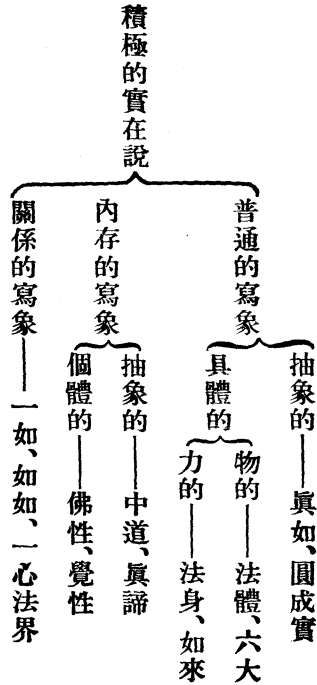 積極的實在說
普通的寫象
抽象的——眞如、圓成實
具體的
物的——法體、六大
力的——法身、如來
內存的寫象
抽象的——中道、眞諦
個體的——佛性、覺性
關係的寫象——一如、如如、一心法界